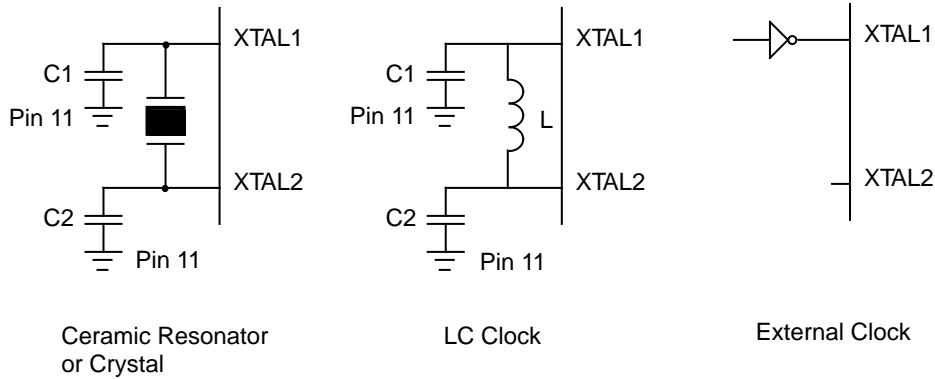 XTAL1
C1
Pin 11
XTAL2
C2
Pin 11
Ceramic Resonator
or Crystal
XTAL1
C1
Pin 11
L
XTAL2
C2
Pin 11
LC Clock
XTAL1
XTAL2
External Clock